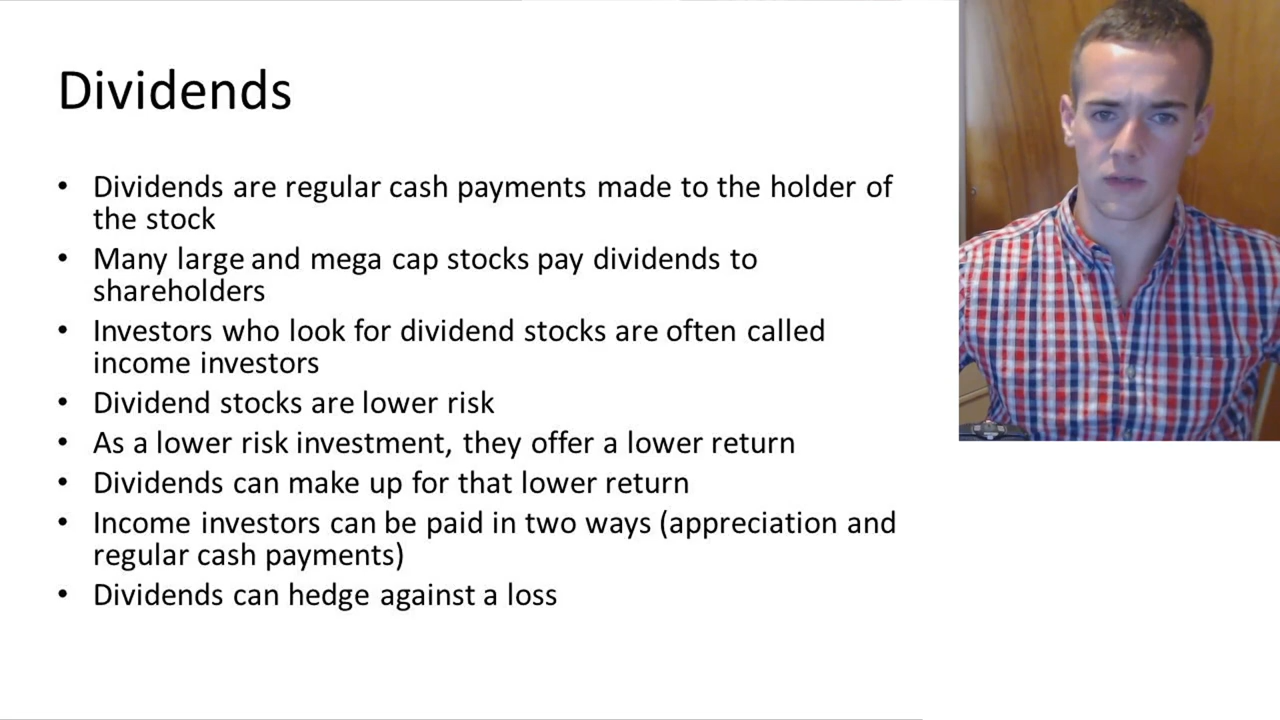 Dividends
• Dividends are regular cash payments made to the holder of
the stock
• Many large and mega cap stocks pay dividends to
shareholders
• Investors who look for dividend stocks are often called
income investors
• Dividend stocks are lower risk
• As a lower risk investment, they offer a lower return
• Dividends can make up for that lower return
• Income investors can be paid in two ways (appreciation and
regular cash payments)
• Dividends can hedge against a loss